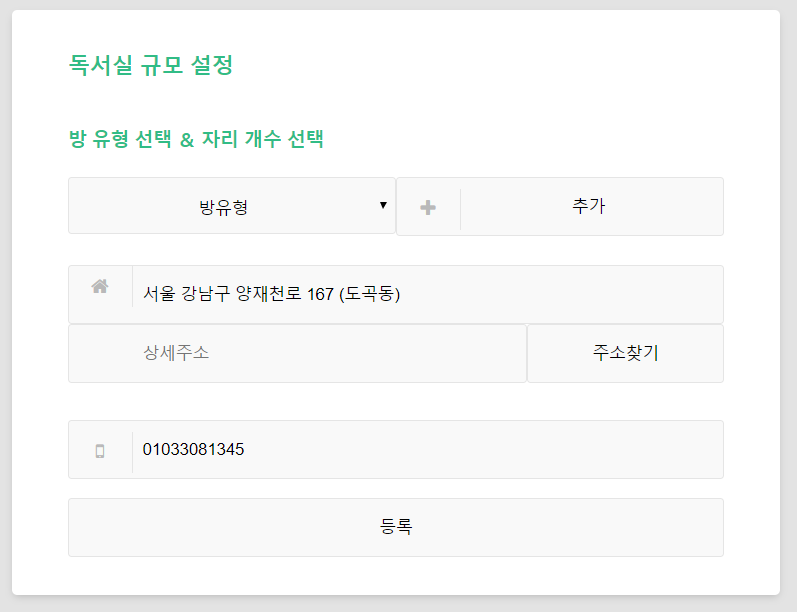 독서실 규모 설정
방 유형 선택 & 자리 개수 선택
방유형
추가
서울 강남구 양재천로 167 (도곡동)
상세주소
주소찾기
01033081345
등록